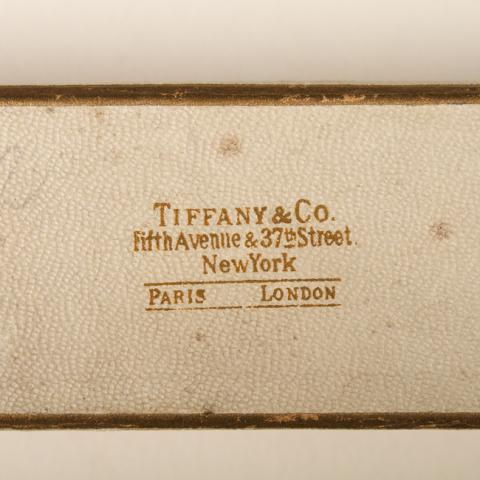 TIFFANY & CO.
Fifth Avenue & 37th Street.
New York
PARIS LONDON